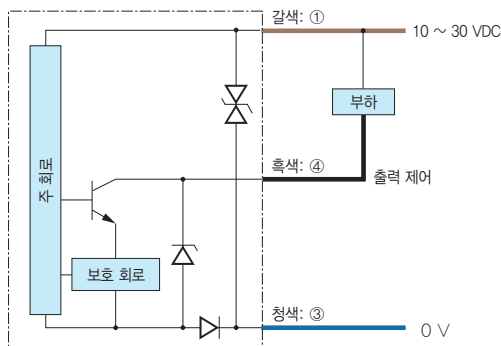 갈색: ①
10 ~ 30 VDC
부하
주 회로
흑색: ④
출력 제어
보호 회로
청색: ③
0 V